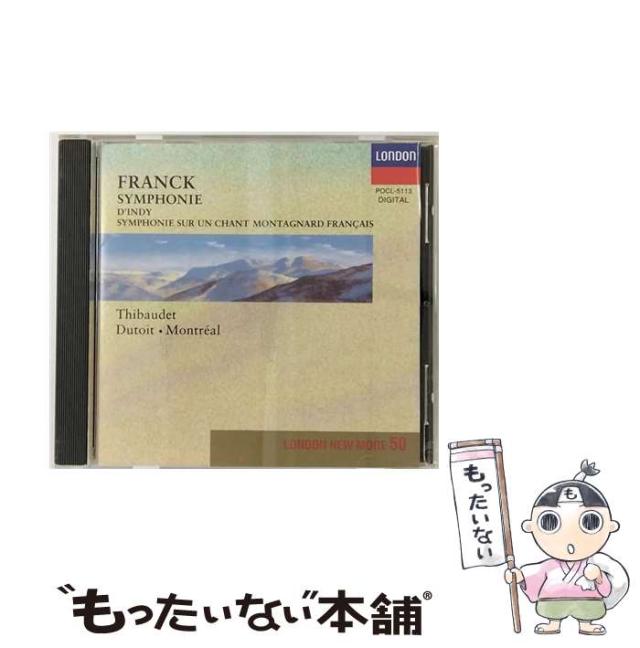 LONDON
POCL-5113
DIGITAL
FRANCK
SYMPHONIE
D'INDY
SYMPHONIE SUR UN CHANT MONTAGNARD FRANÇAIS
Thibaudet
Dutoit • Montréal
LONDON NEW MORE 50
もったいない
も
"もったいない"本舗®